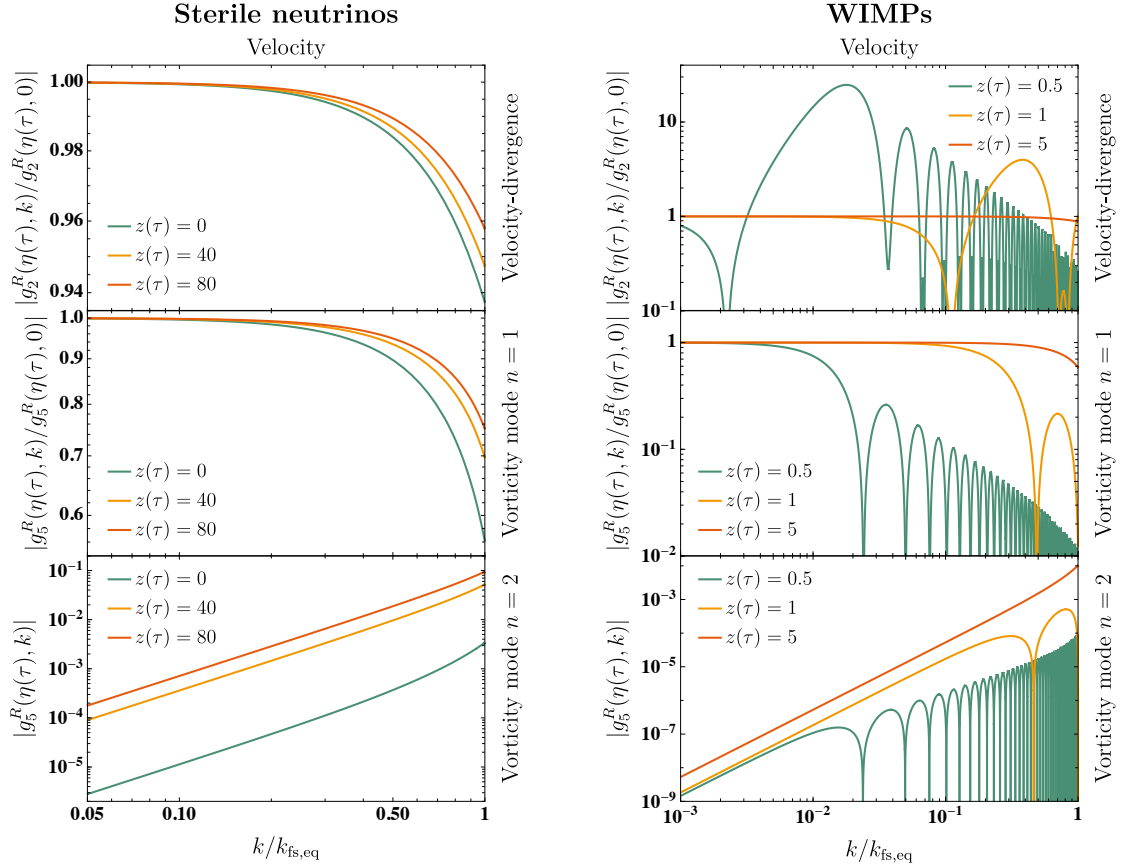 Sterile neutrinos
Velocity
|g₂ᴿ(η(τ), k)/g₂ᴿ(η(τ), 0)|
1.00
0.98
0.96
0.94
z(τ) = 0
z(τ) = 40
z(τ) = 80
Velocity-divergence
|g₅ᴿ(η(τ), k)/g₅ᴿ(η(τ), 0)|
1.0
0.9
0.8
0.7
0.6
z(τ) = 0
z(τ) = 40
z(τ) = 80
Vorticity mode n = 1
|g₅ᴿ(η(τ), k)|
10⁻¹
10⁻²
10⁻³
10⁻⁴
10⁻⁵
z(τ) = 0
z(τ) = 40
z(τ) = 80
Vorticity mode n = 2
0.05 0.10 0.50 1
k/k_fs,eq
WIMPs
Velocity
|g₂ᴿ(η(τ), k)/g₂ᴿ(η(τ), 0)|
10
1
10⁻¹
z(τ) = 0.5
z(τ) = 1
z(τ) = 5
Velocity-divergence
|g₅ᴿ(η(τ), k)/g₅ᴿ(η(τ), 0)|
1
10⁻¹
10⁻²
z(τ) = 0.5
z(τ) = 1
z(τ) = 5
Vorticity mode n = 1
|g₅ᴿ(η(τ), k)|
10⁻³
10⁻⁵
10⁻⁷
10⁻⁹
z(τ) = 0.5
z(τ) = 1
z(τ) = 5
Vorticity mode n = 2
10⁻³ 10⁻² 10⁻¹ 1
k/k_fs,eq